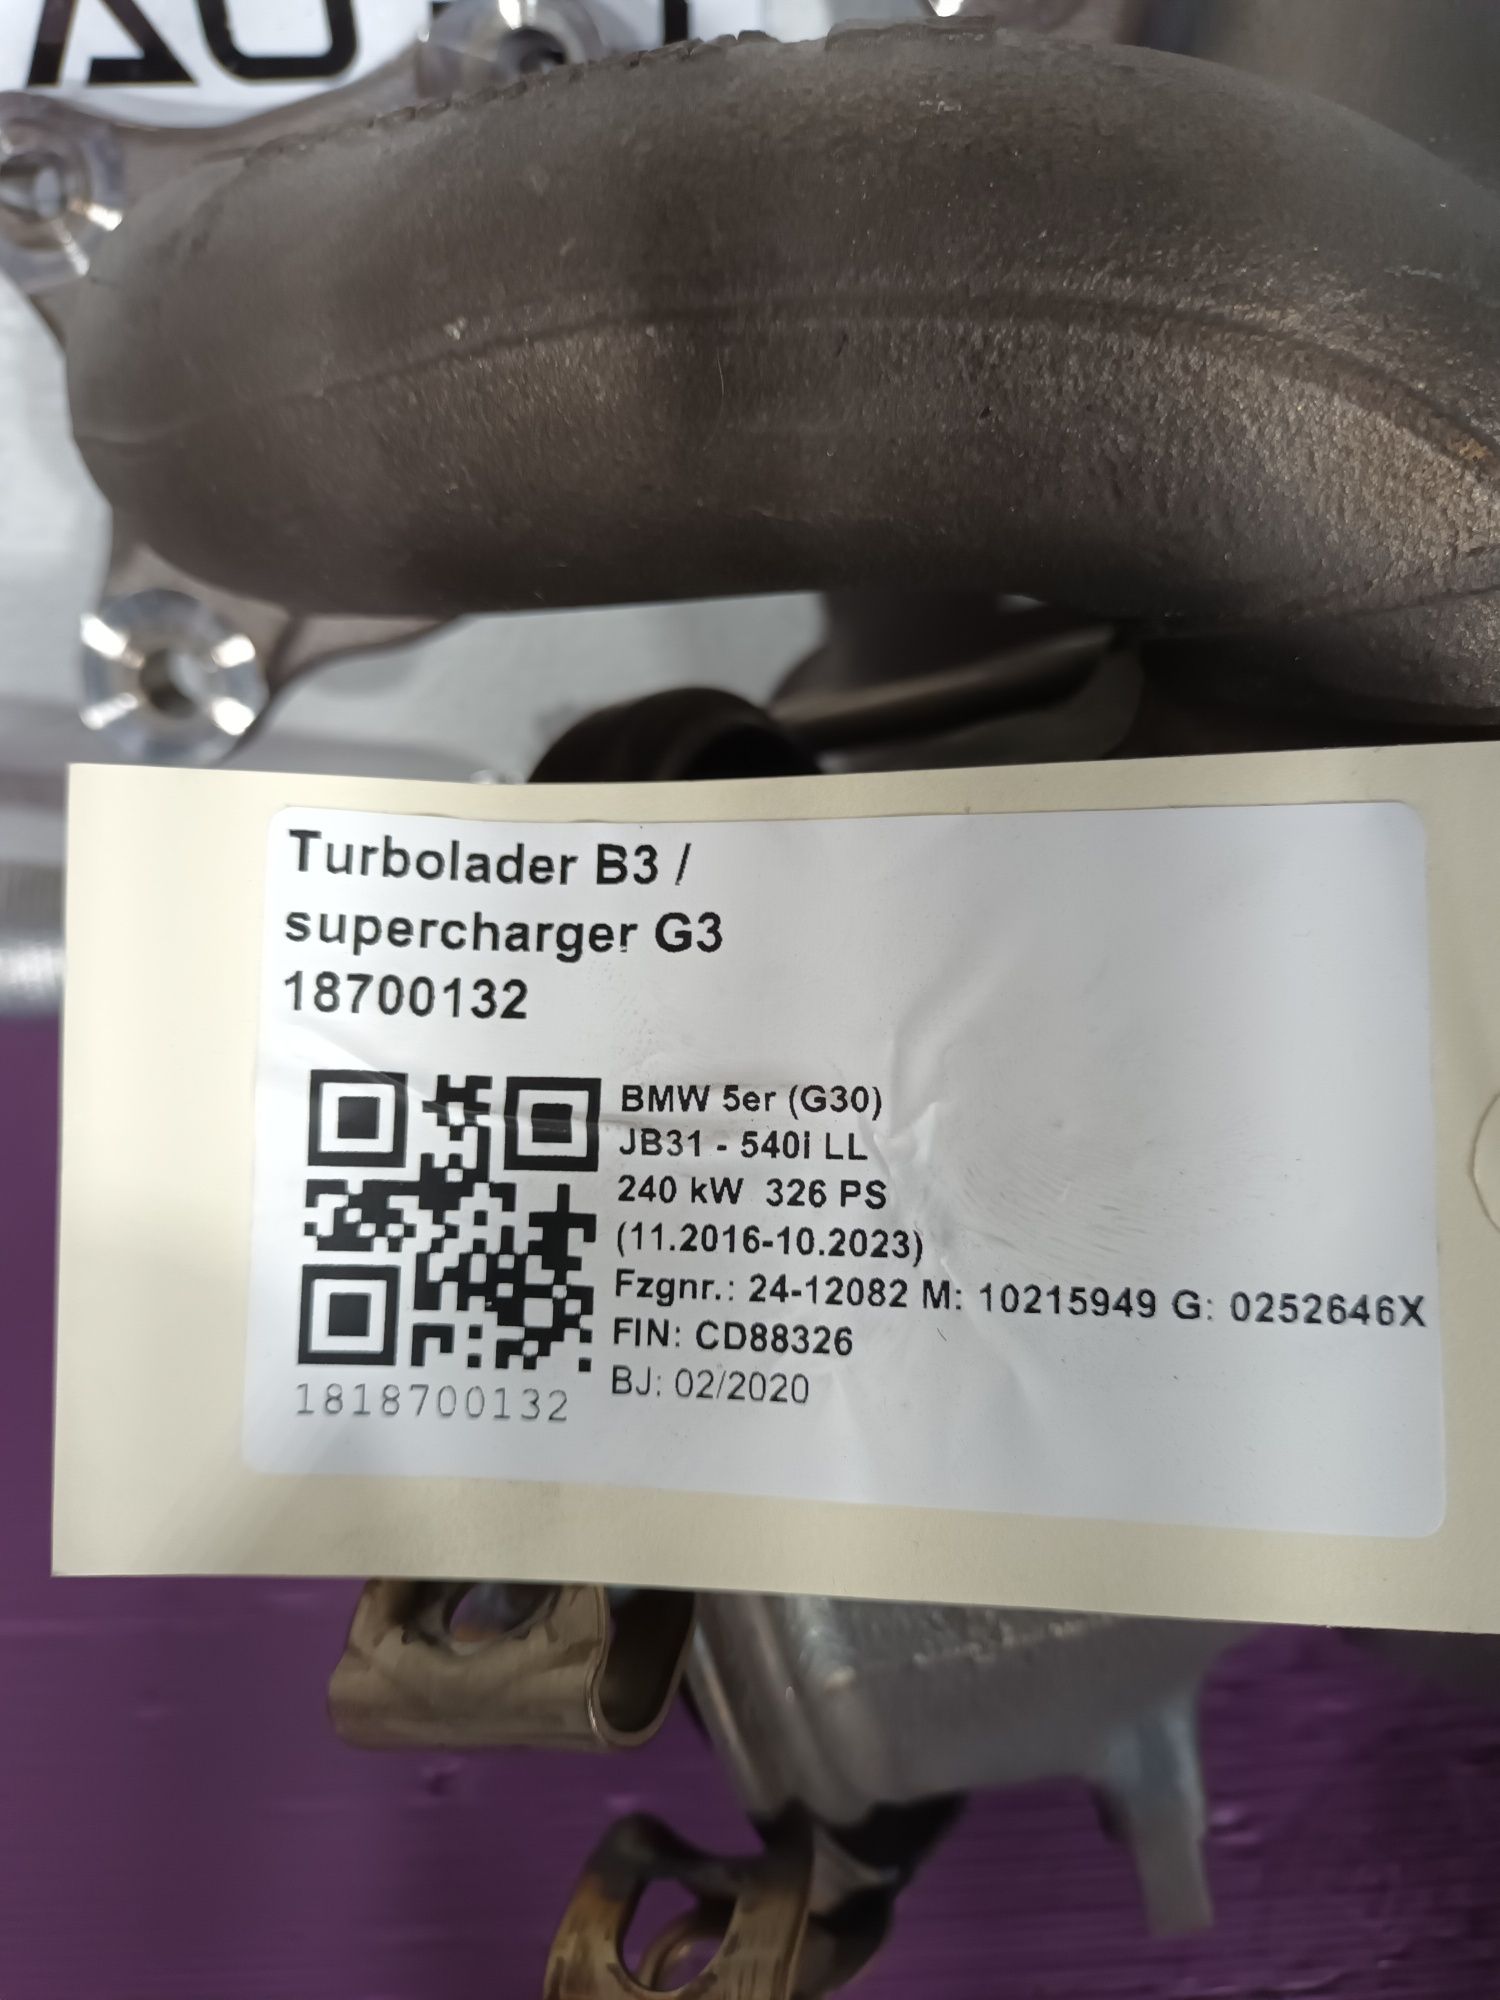 Turbolader B3 /
supercharger G3
18700132
BMW 5er (G30)
JB31 - 540i LL
240 kW 326 PS
(11.2016-10.2023)
Fzgnr.: 24-12082 M: 10215949 G: 0252646X
FIN: CD88326
BJ: 02/2020
1818700132